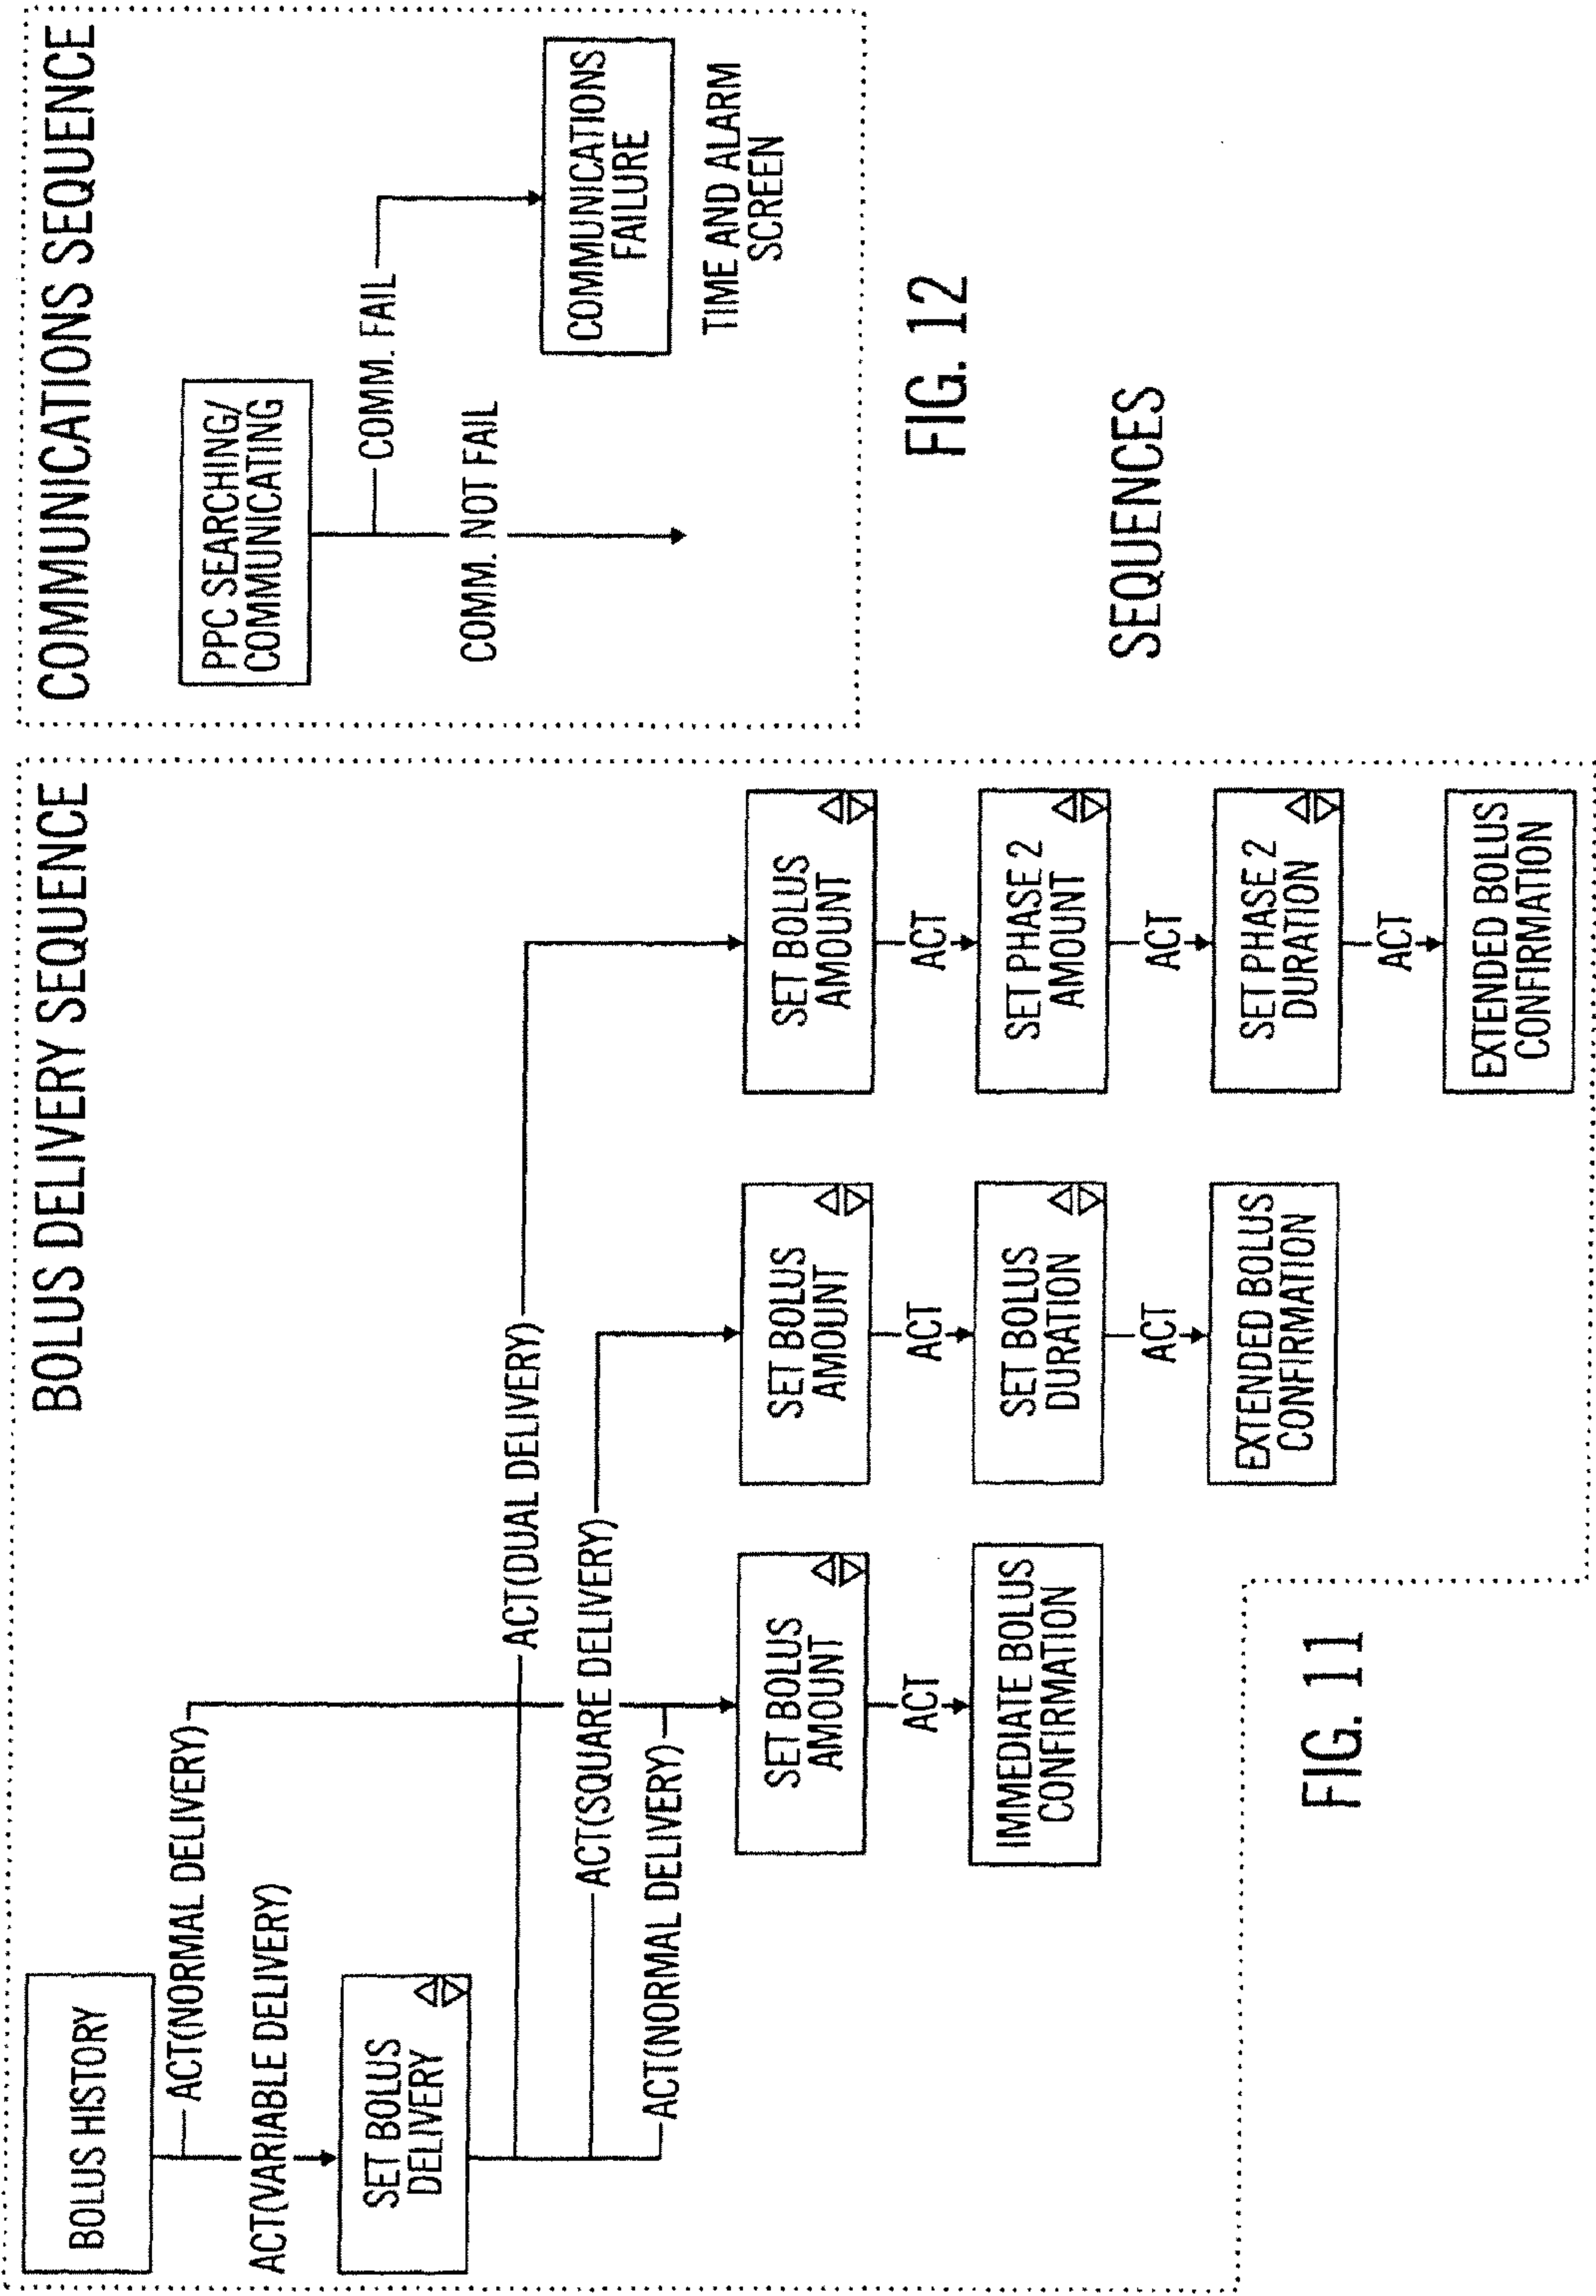 BOLUS DELIVERY SEQUENCE
BOLUS HISTORY
ACT(NORMAL DELIVERY)
ACT(VARIABLE DELIVERY)
SET BOLUS
DELIVERY
ACT(DUAL DELIVERY)
ACT(SQUARE DELIVERY)
ACT(NORMAL DELIVERY)
SET BOLUS
AMOUNT
ACT
IMMEDIATE BOLUS
CONFIRMATION
SET BOLUS
AMOUNT
ACT
SET BOLUS
DURATION
ACT
EXTENDED BOLUS
CONFIRMATION
SET BOLUS
AMOUNT
ACT
SET PHASE 2
AMOUNT
ACT
SET PHASE 2
DURATION
ACT
EXTENDED BOLUS
CONFIRMATION
FIG. 11
COMMUNICATIONS SEQUENCE
PPC SEARCHING/
COMMUNICATING
COMM. FAIL
COMM. NOT FAIL
COMMUNICATIONS
FAILURE
TIME AND ALARM
SCREEN
FIG. 12
SEQUENCES